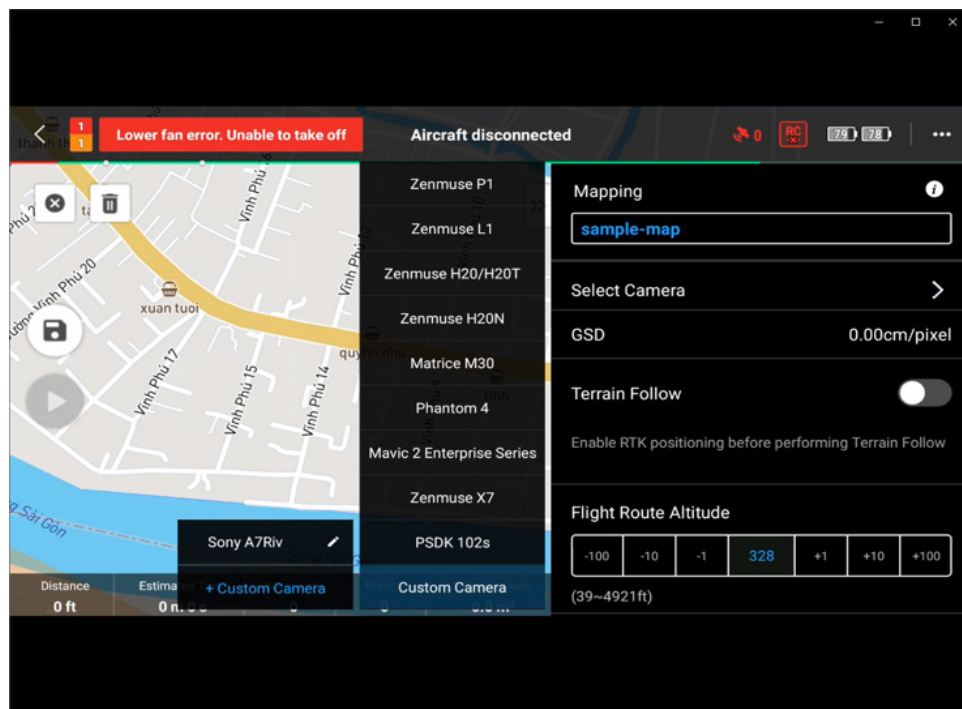 1
1
Lower fan error. Unable to take off
Aircraft disconnected
0
RC
79
78
Vĩnh Phú 17
Vĩnh Phú 15
Vĩnh Phú 14
xuan tuoi
Zenmuse P1
Zenmuse L1
Zenmuse H20/H20T
Zenmuse H20N
Matrice M30
Phantom 4
Mavic 2 Enterprise Series
Zenmuse X7
PSDK 102s
Custom Camera
Sony A7Riv
+ Custom Camera
Distance
0 ft
0
0
Mapping
sample-map
Select Camera
GSD
0.00cm/pixel
Terrain Follow
Enable RTK positioning before performing Terrain Follow
Flight Route Altitude
-100
-10
-1
328
+1
+10
+100
(39~4921ft)